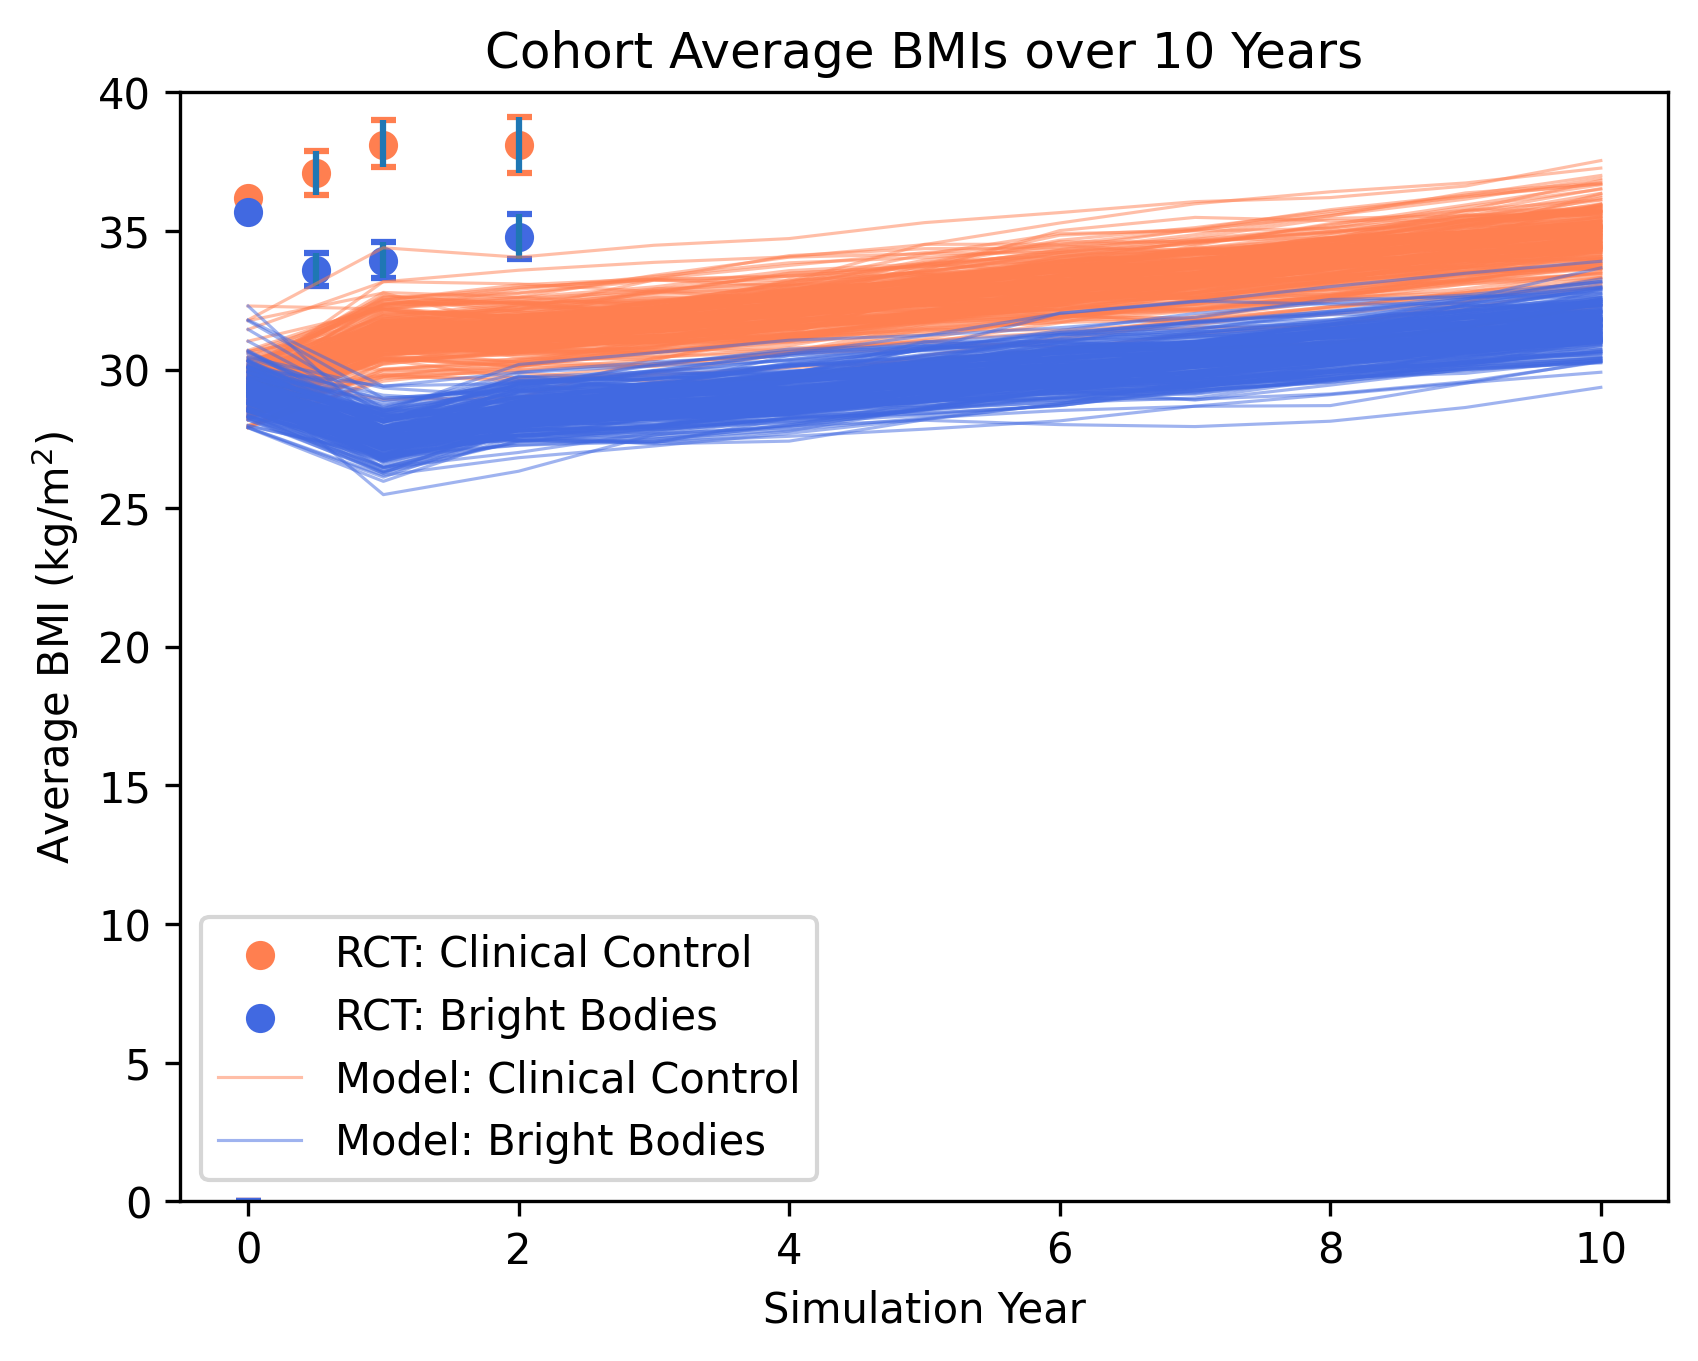 Cohort Average BMIs over 10 Years
40
35
30
25
20
15
10
5
0
Average BMI (kg/m²)
RCT: Clinical Control
RCT: Bright Bodies
Model: Clinical Control
Model: Bright Bodies
0 2 4 6 8 10
Simulation Year